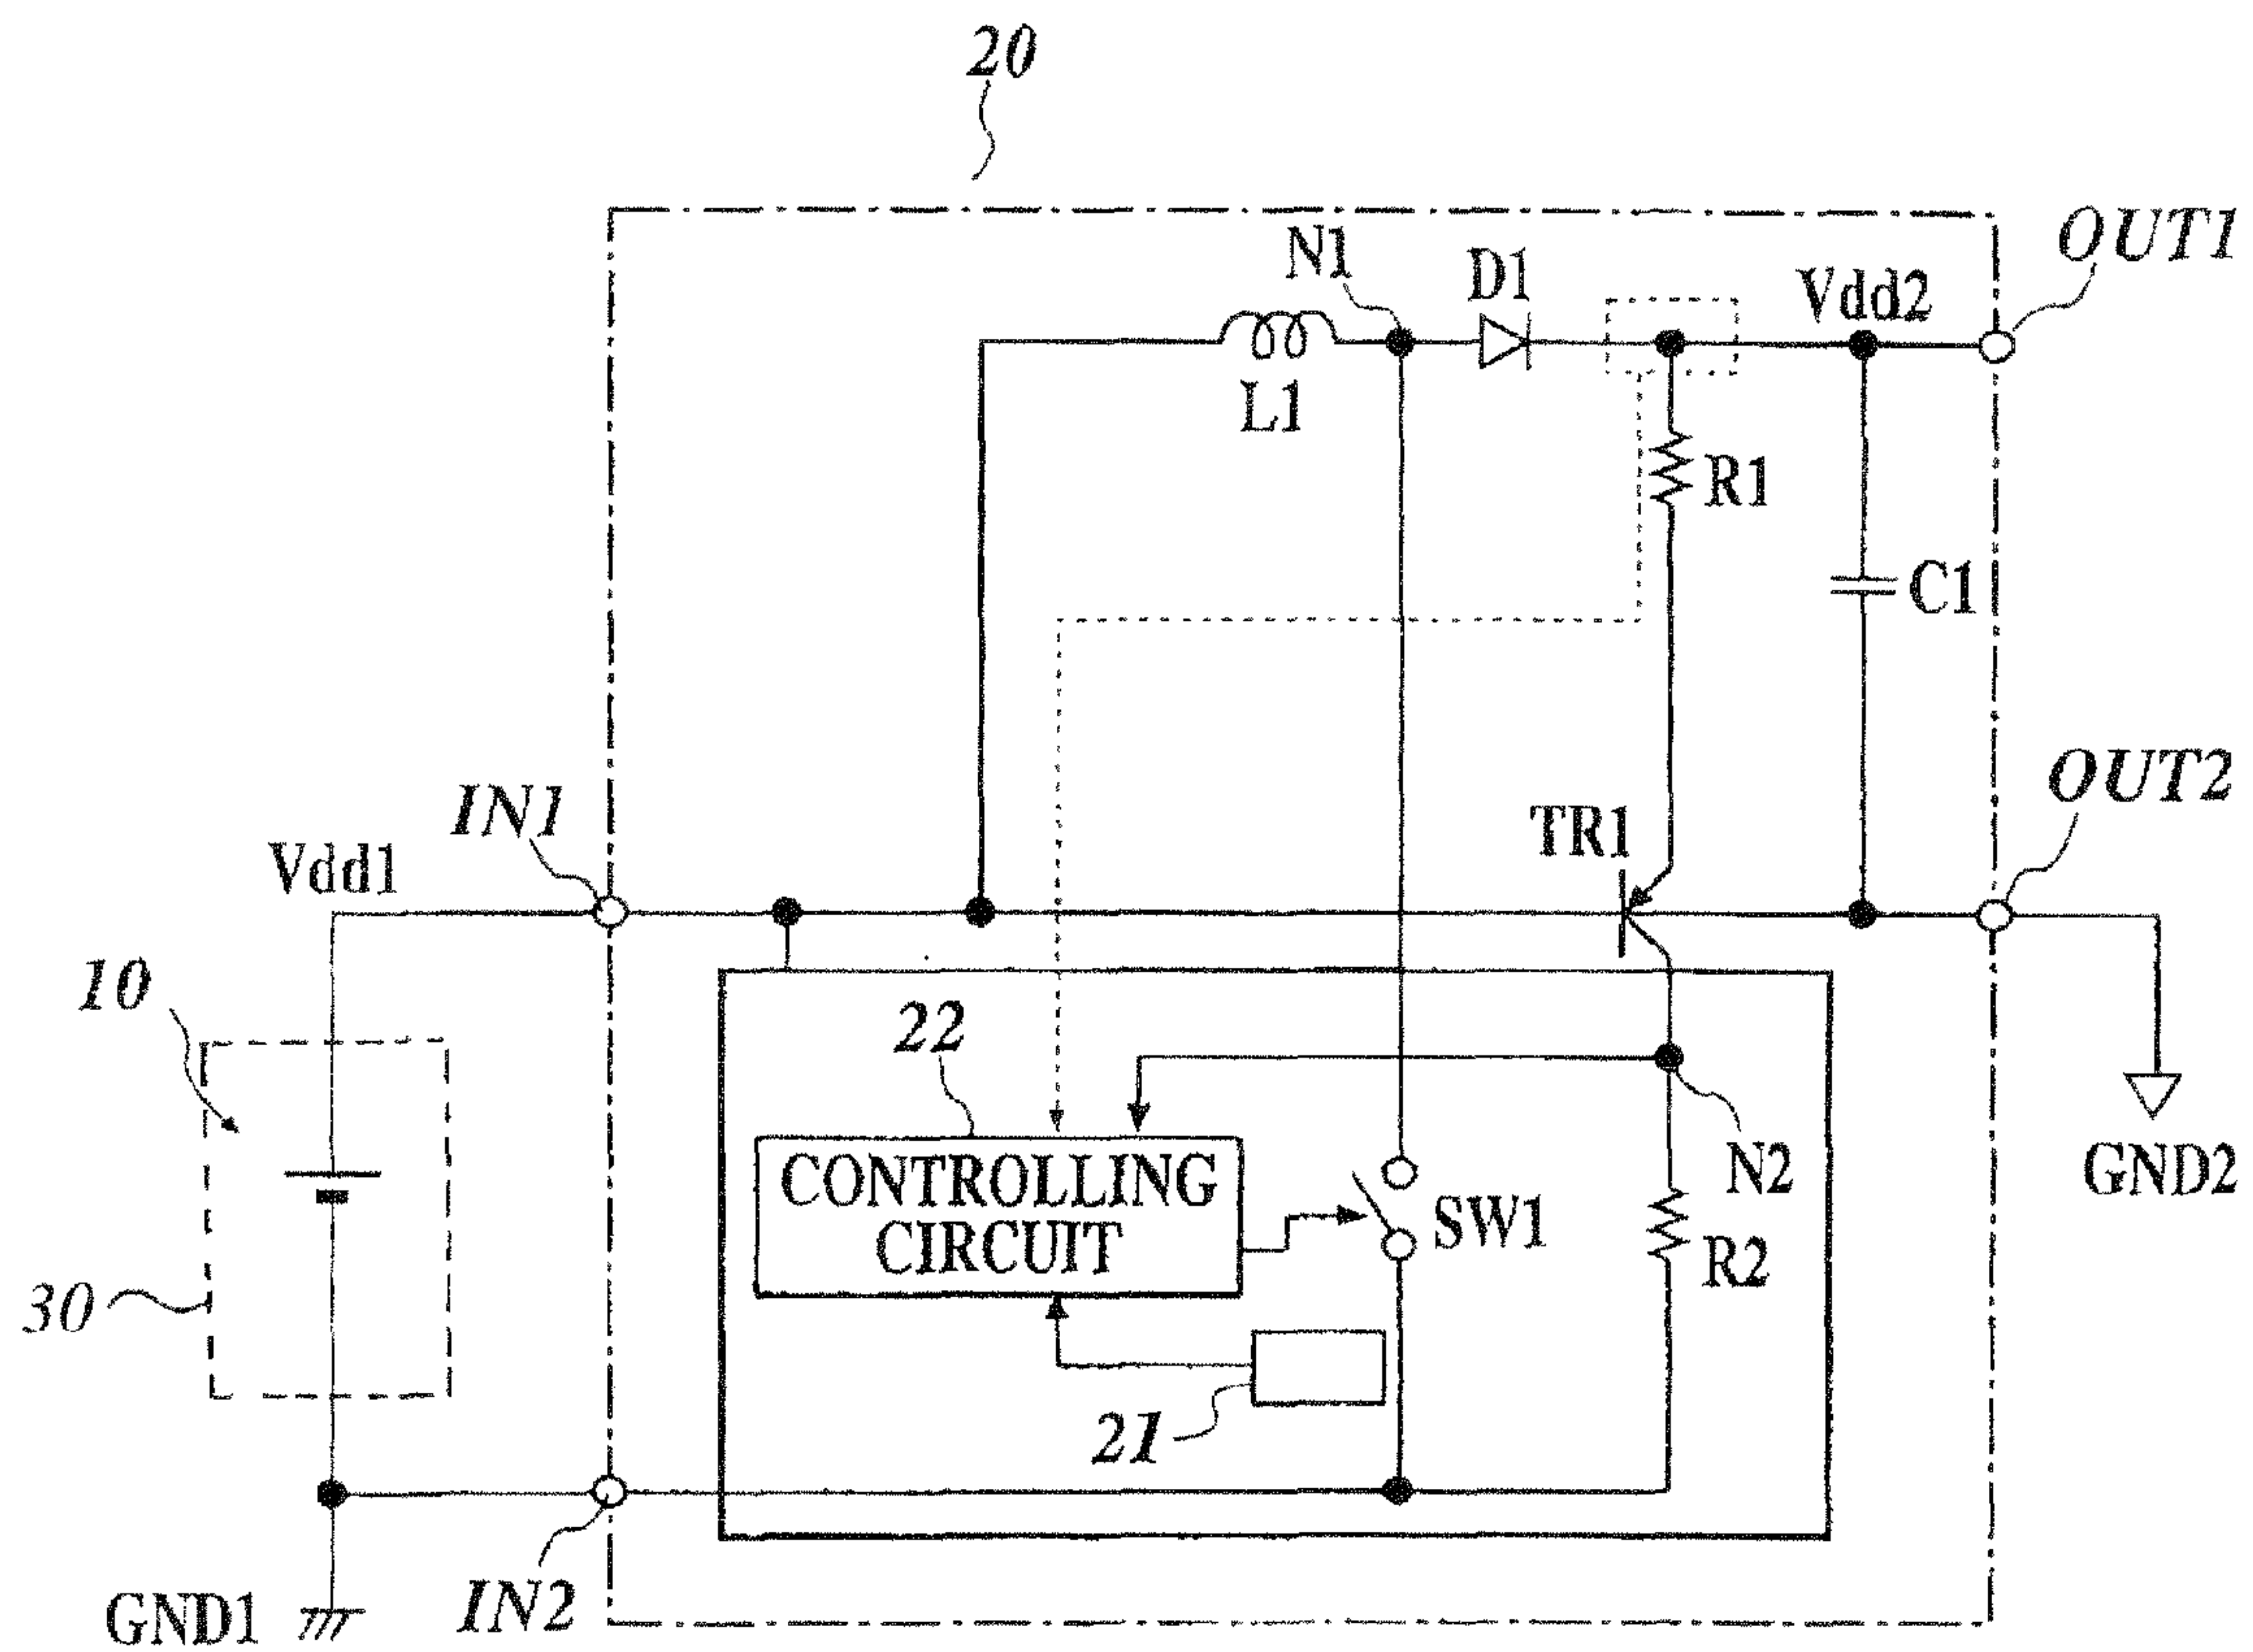 20
N1
D1
Vdd2
OUT1
L1
R1
C1
IN1
Vdd1
TR1
OUT2
10
22
CONTROLLING
CIRCUIT
SW1
N2
R2
GND2
30
21
IN2
GND1